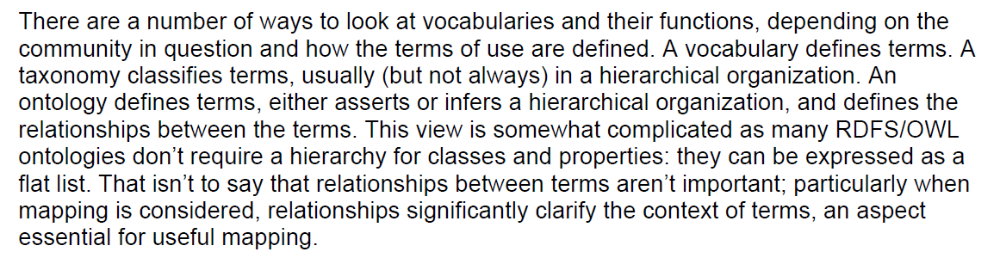 There are a number of ways to look at vocabularies and their functions, depending on the
community in question and how the terms of use are defined. A vocabulary defines terms. A
taxonomy classifies terms, usually (but not always) in a hierarchical organization. An
ontology defines terms, either asserts or infers a hierarchical organization, and defines the
relationships between the terms. This view is somewhat complicated as many RDFS/OWL
ontologies don’t require a hierarchy for classes and properties: they can be expressed as a
flat list. That isn’t to say that relationships between terms aren’t important; particularly when
mapping is considered, relationships significantly clarify the context of terms, an aspect
essential for useful mapping.